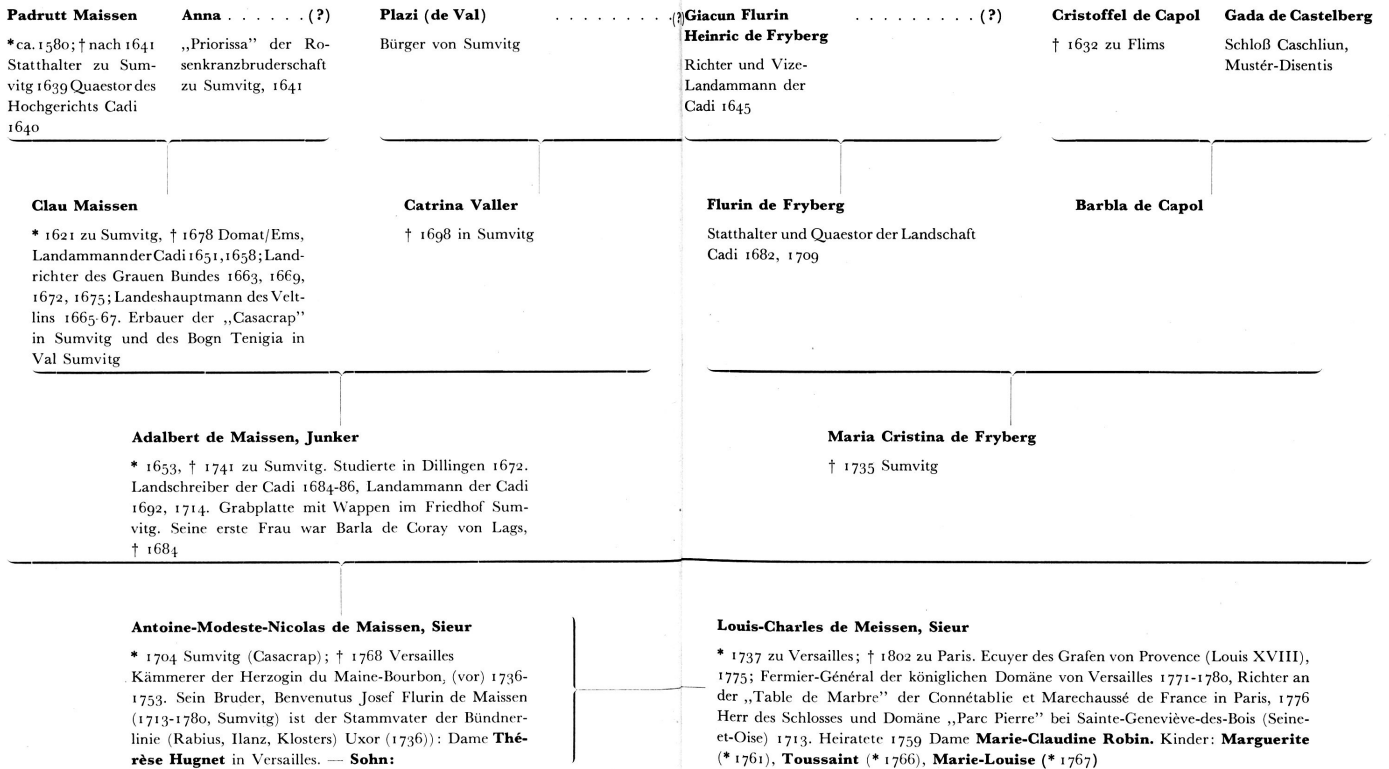 Padrutt Maissen
*ca. 1580; † nach 1641
Statthalter zu Sum-
vitg 1639 Quaestor des
Hochgerichts Cadi
1640
Anna . . . . . . (?)
„Priorissa” der Ro-
senkranzbruderschaft
zu Sumvitg, 1641
Plazi (de Val)
Bürger von Sumvitg
. . . . . . . . . (?)
Giacun Flurin
Heinric de Fryberg
Richter und Vize-
Landammann der
Cadi 1645
. . . . . . . . . (?)
Cristoffel de Capol
† 1632 zu Flims
Gada de Castelberg
Schloß Caschliun,
Mustér-Disentis
Clau Maissen
* 1621 zu Sumvitg, † 1678 Domat/Ems,
Landammann der Cadi 1651, 1658; Land-
richter des Grauen Bundes 1663, 1669,
1672, 1675; Landeshauptmann des Velt-
lins 1665-67. Erbauer der „Casacrap”
in Sumvitg und des Bogn Tenigia in
Val Sumvitg
Catrina Valler
† 1698 in Sumvitg
Flurin de Fryberg
Statthalter und Quaestor der Landschaft
Cadi 1682, 1709
Barbla de Capol
Adalbert de Maissen, Junker
* 1653, † 1741 zu Sumvitg. Studierte in Dillingen 1672.
Landschreiber der Cadi 1684-86, Landammann der Cadi
1692, 1714. Grabplatte mit Wappen im Friedhof Sum-
vitg. Seine erste Frau war Barla de Coray von Lags,
† 1684
Maria Cristina de Fryberg
† 1735 Sumvitg
Antoine-Modeste-Nicolas de Maissen, Sieur
* 1704 Sumvitg (Casacrap); † 1768 Versailles
Kämmerer der Herzogin du Maine-Bourbon, (vor) 1736-
1753. Sein Bruder, Benvenutus Josef Flurin de Maissen
(1713-1780, Sumvitg) ist der Stammvater der Bündner-
linie (Rabius, Ilanz, Klosters) Uxor (1736)): Dame Thé-
rèse Hugnet in Versailles. — Sohn:
Louis-Charles de Meissen, Sieur
* 1737 zu Versailles; † 1802 zu Paris. Ecuyer des Grafen von Provence (Louis XVIII),
1775; Fermier-Général der königlichen Domäne von Versailles 1771-1780, Richter an
der „Table de Marbre” der Connétablie et Marechaussé de France in Paris, 1776
Herr des Schlosses und Domäne „Parc Pierre” bei Sainte-Geneviève-des-Bois (Seine-
et-Oise) 1713. Heiratete 1759 Dame Marie-Claudine Robin. Kinder: Marguerite
(* 1761), Toussaint (* 1766), Marie-Louise (* 1767)